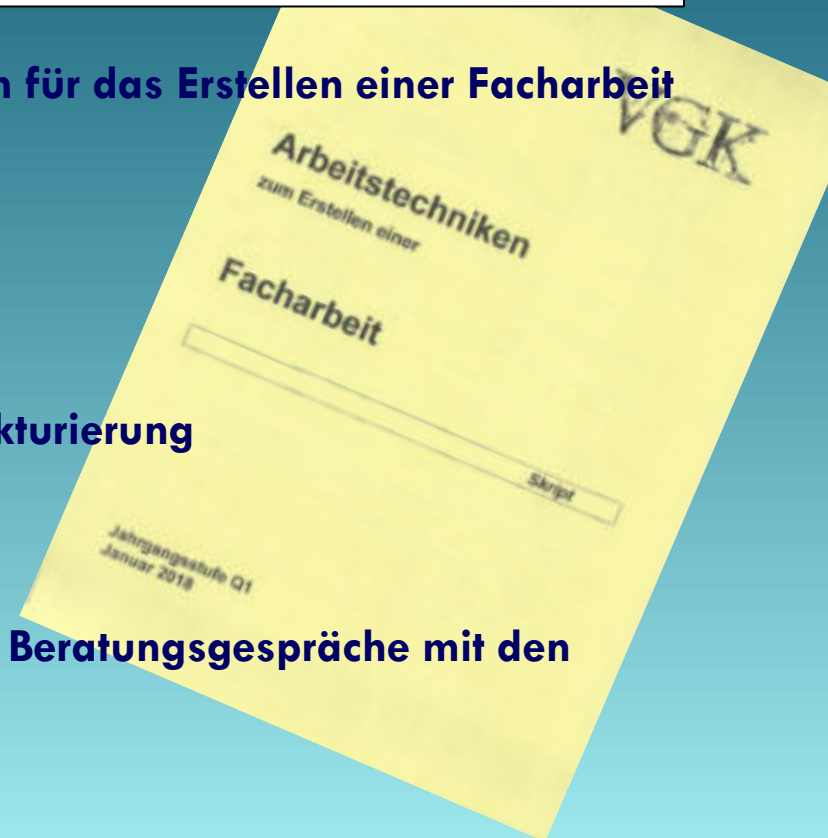 für das Erstellen einer Facharbeit
VGK
Arbeitstechniken
zum Erstellen einer
Facharbeit
kturierung
Skript
Jahrgangsstufe Q1
Januar 2018
Beratungsgespräche mit den